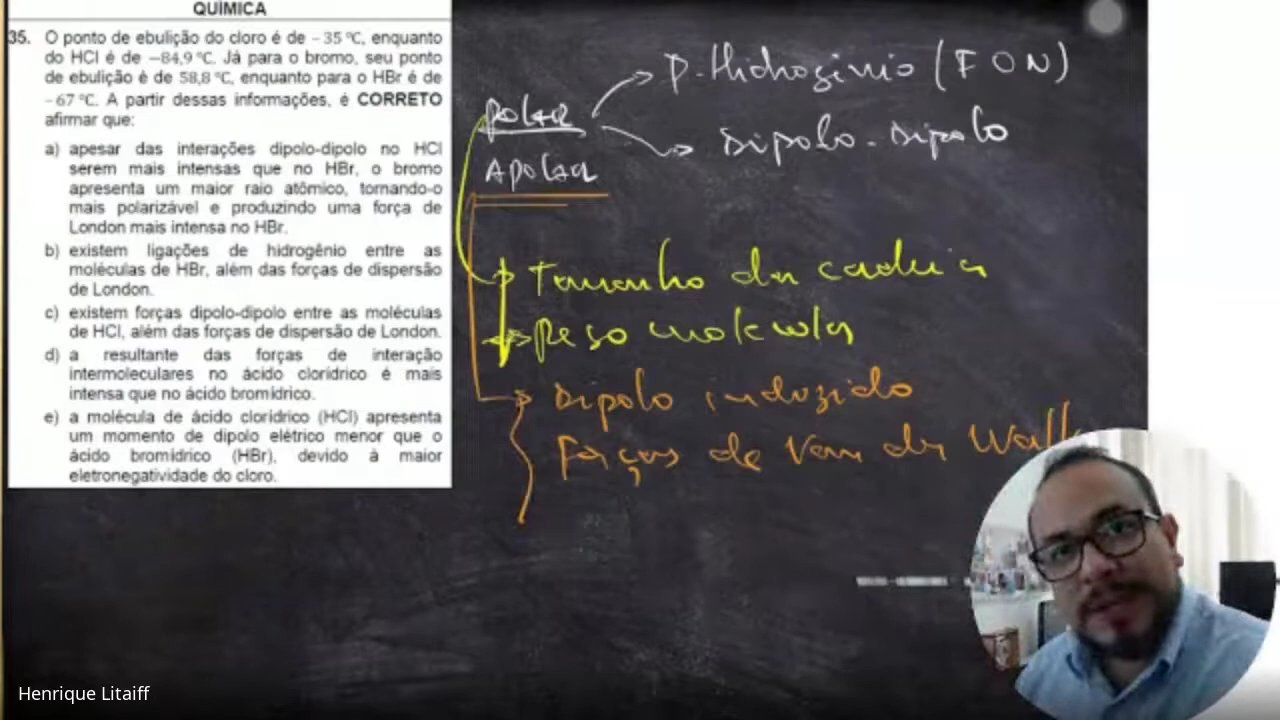 QUÍMICA
35. O ponto de ebulição do cloro é de −35 °C, enquanto
do HCl é de −84,9 °C. Já para o bromo, seu ponto
de ebulição é de 58,8 °C, enquanto para o HBr é de
−67 °C. A partir dessas informações, é CORRETO
afirmar que:
a) apesar das interações dipolo-dipolo no HCl
serem mais intensas que no HBr, o bromo
apresenta um maior raio atômico, tornando-o
mais polarizável e produzindo uma força de
London mais intensa no HBr.
b) existem ligações de hidrogênio entre as
moléculas de HBr, além das forças de dispersão
de London.
c) existem forças dipolo-dipolo entre as moléculas
de HCl, além das forças de dispersão de London.
d) a resultante das forças de interação
intermoleculares no ácido clorídrico é mais
intensa que no ácido bromídrico.
e) a molécula de ácido clorídrico (HCl) apresenta
um momento de dipolo elétrico menor que o
ácido bromídrico (HBr), devido à maior
eletronegatividade do cloro.
P. Hidrogênio (F O N)
polar
Dipolo - Dipolo
Apolar
Tamanho da cadeia
Peso molecular
Dipolo induzido
Forças de Van der
Henrique Litaiff